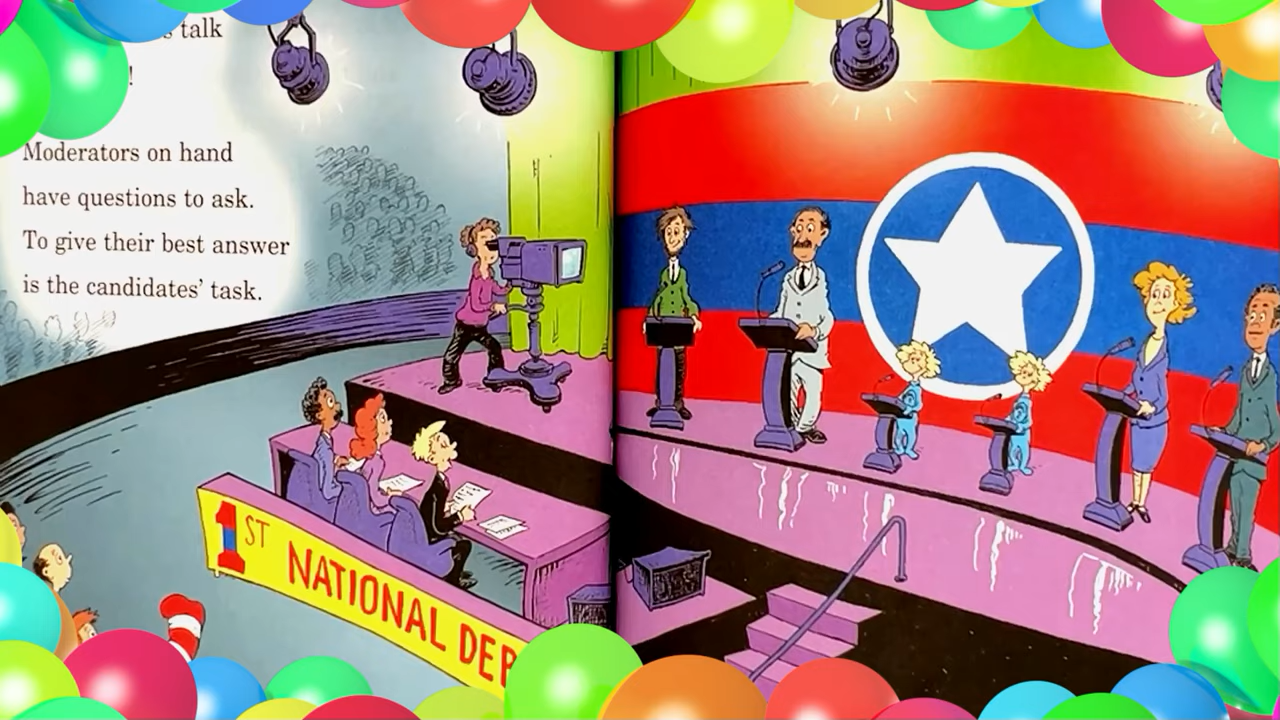 talk
!
Moderators on hand
have questions to ask.
To give their best answer
is the candidates’ task.
1ST NATIONAL DEB